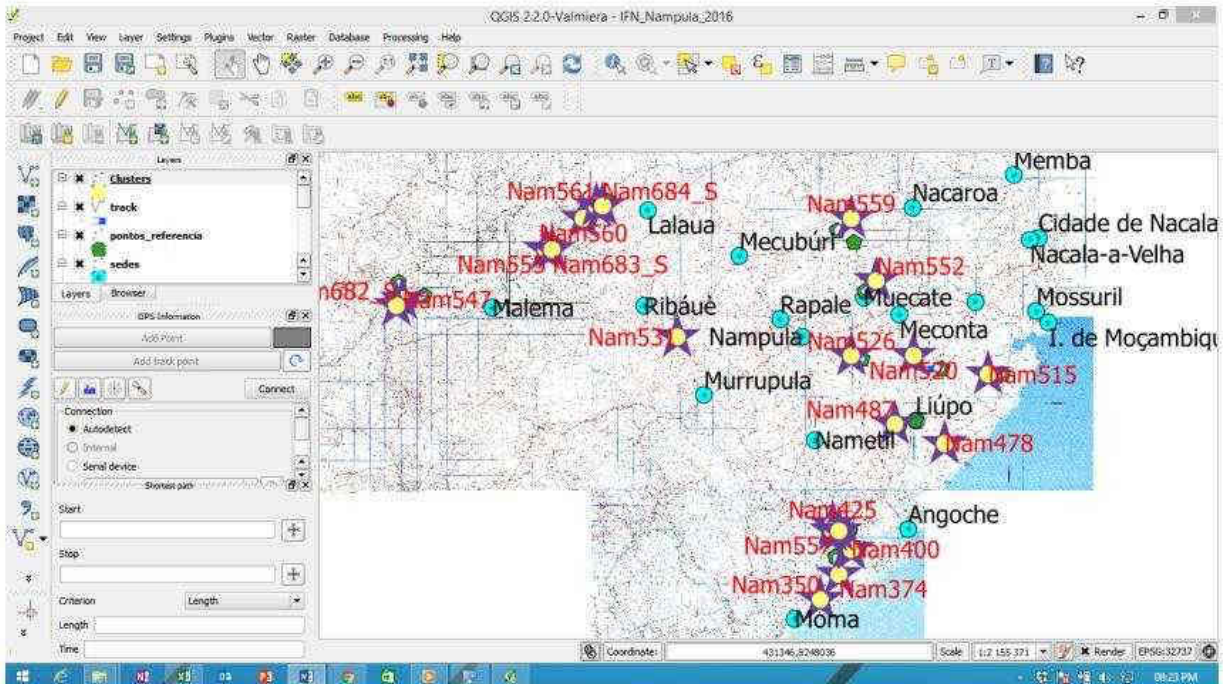 QGIS 2.2.0-Valmiera - IFN_Nampula_2016
Project Edit View Layer Settings Plugins Vector Raster Database Processing Help
Layers
Clusters
track
pontos_referencia
sedes
Layers Browser
GPS Information
Add Point
Add track point
Connect
Connection
Autodetect
Internal
Serial device
Shortest path
Start
Stop
Criterion Length
Length
Time
Memba
Nam561 Nam684_S
Nam559 Nacaroa
Lalaua
Nam560
Cidade de Nacala
Mecubúri
Nacala-a-Velha
Nam553 Nam683_S
Nam552
Nam547
Malema
Ribáuè
Rapale
Muecate
Mossuril
Nam531
Nampula
Nam526
Meconta
I. de Moçambiqu
Nam520
Nam515
Murrupula
Nam487
Liúpo
Nametil
Nam478
Nam425
Angoche
Nam400
Nam350
Nam374
Moma
Coordinate: 431346,8248036 Scale 1:2 155 371 Render EPSG:32737
08:23 PM